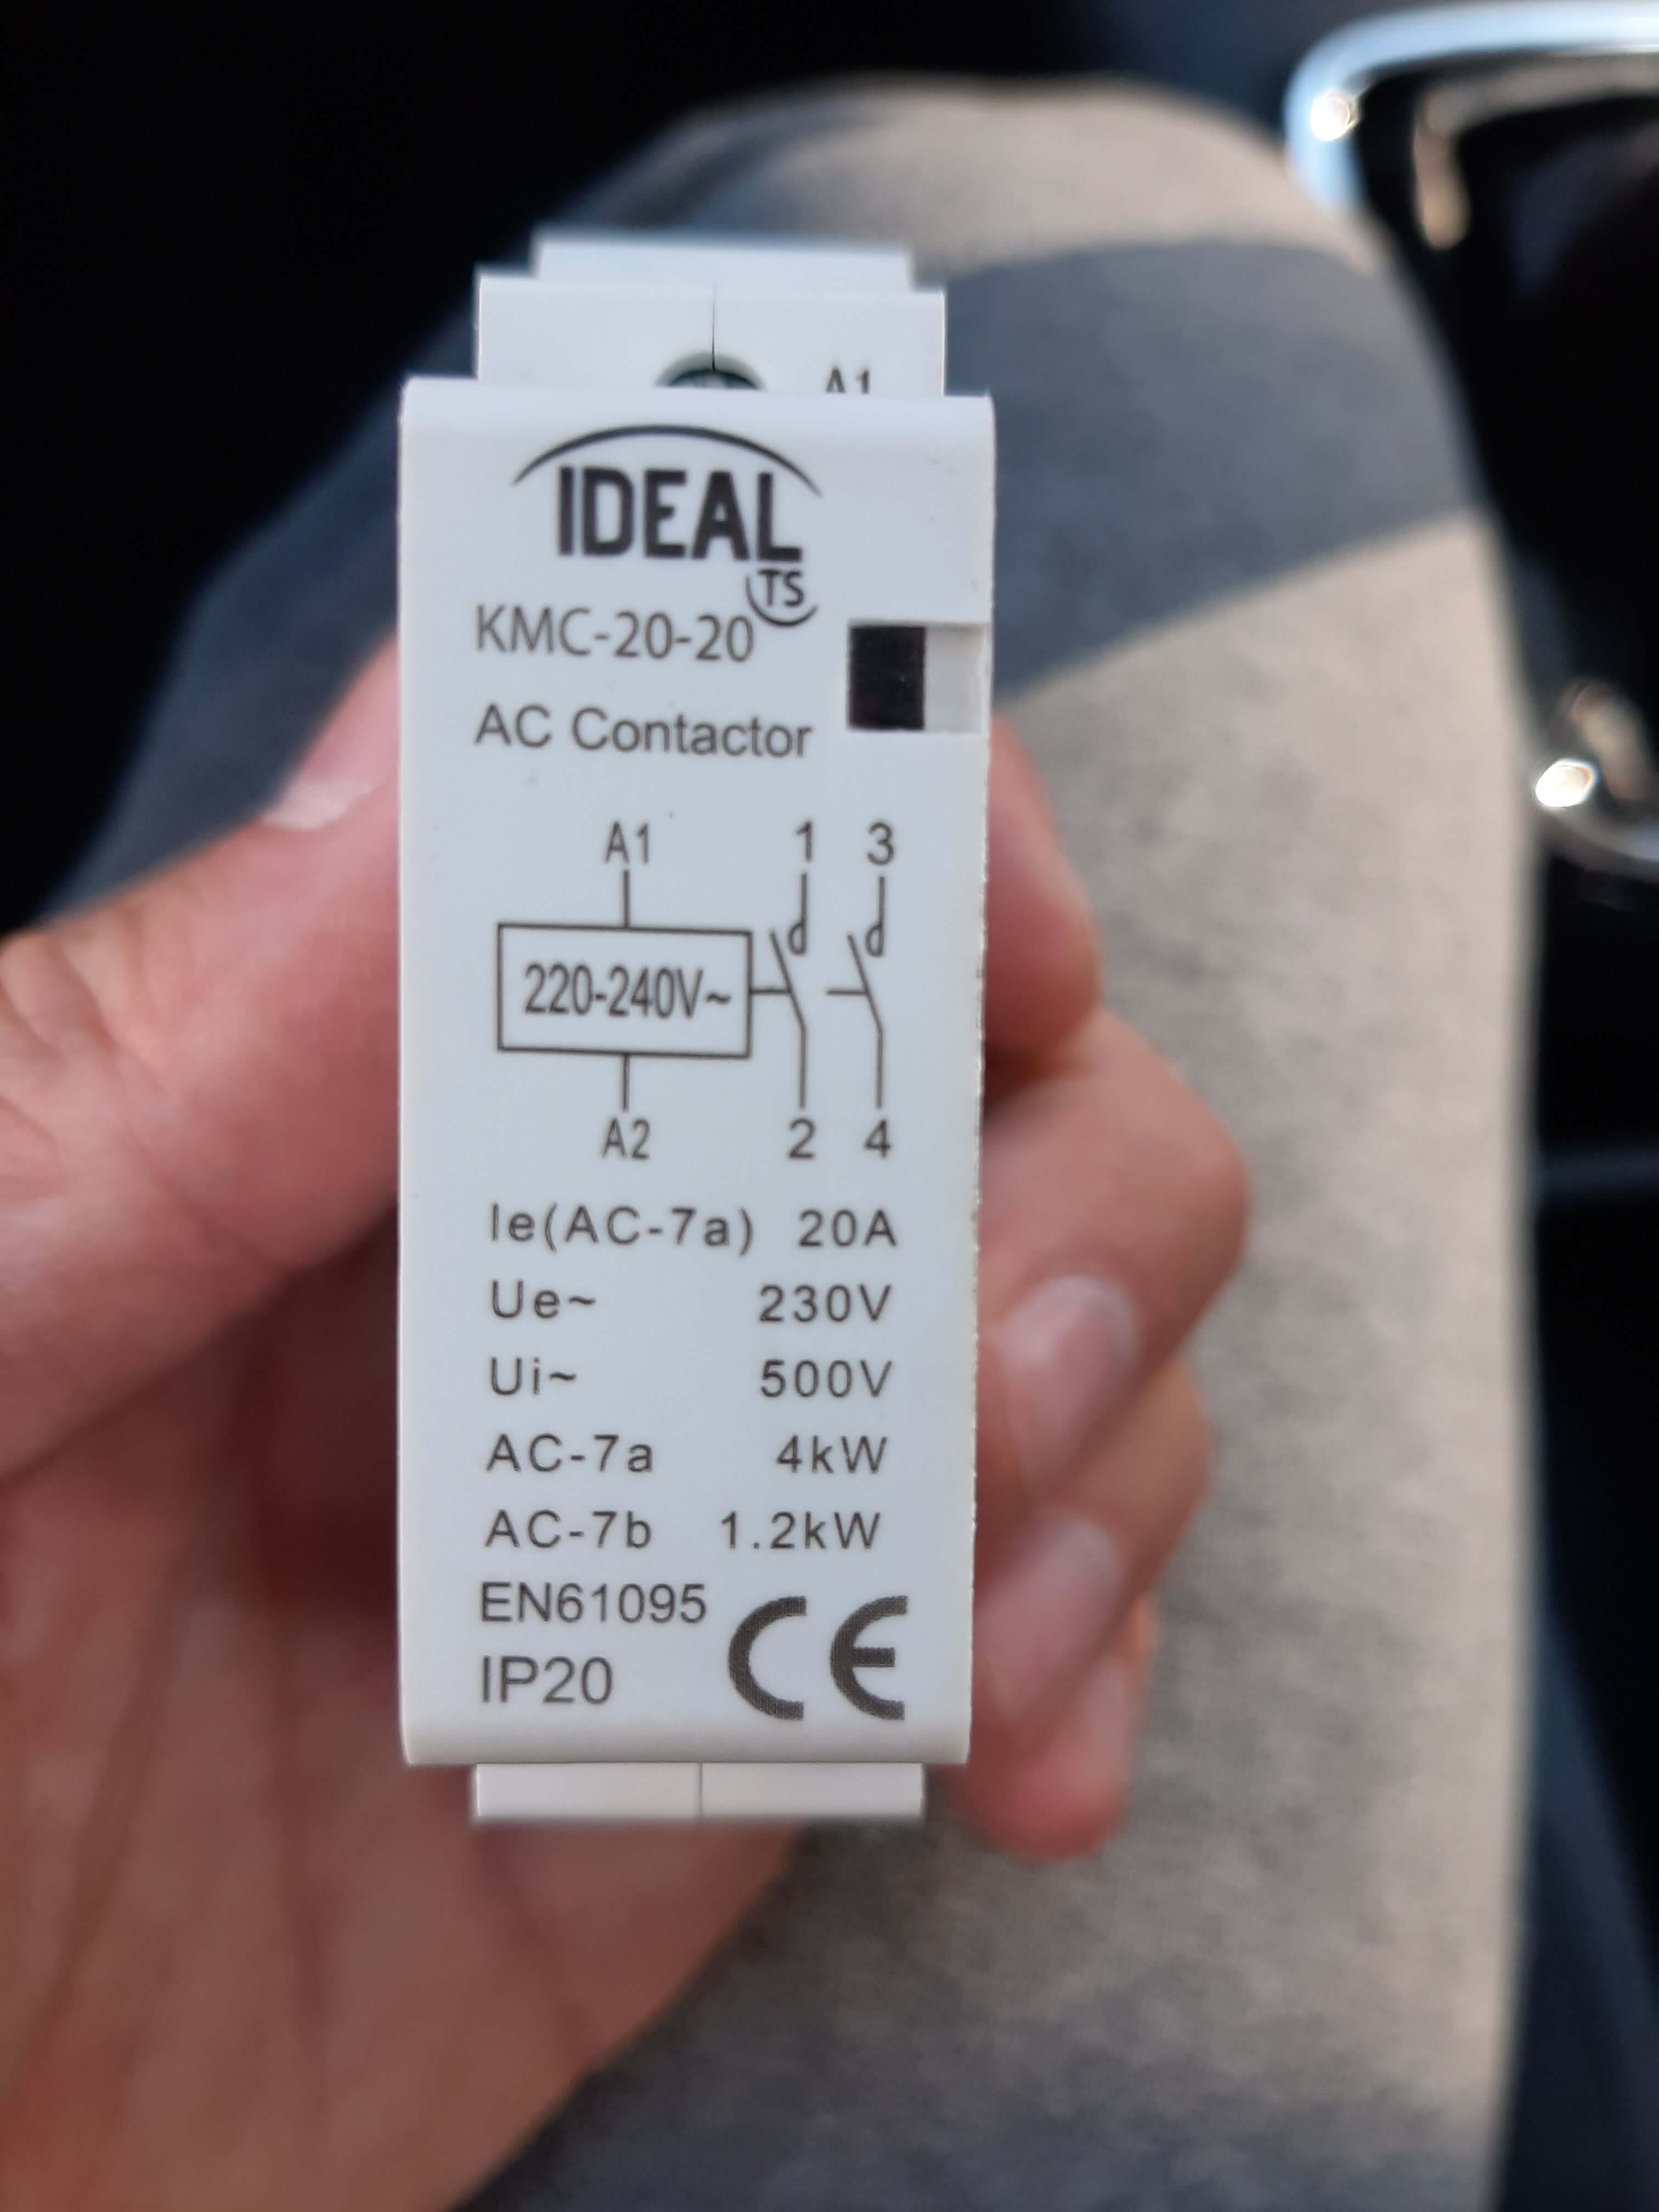 A1
IDEAL
TS
KMC-20-20
AC Contactor
A1 1 3
220-240V~
A2 2 4
Ie(AC-7a) 20A
Ue~ 230V
Ui~ 500V
AC-7a 4kW
AC-7b 1.2kW
EN61095
IP20 CE